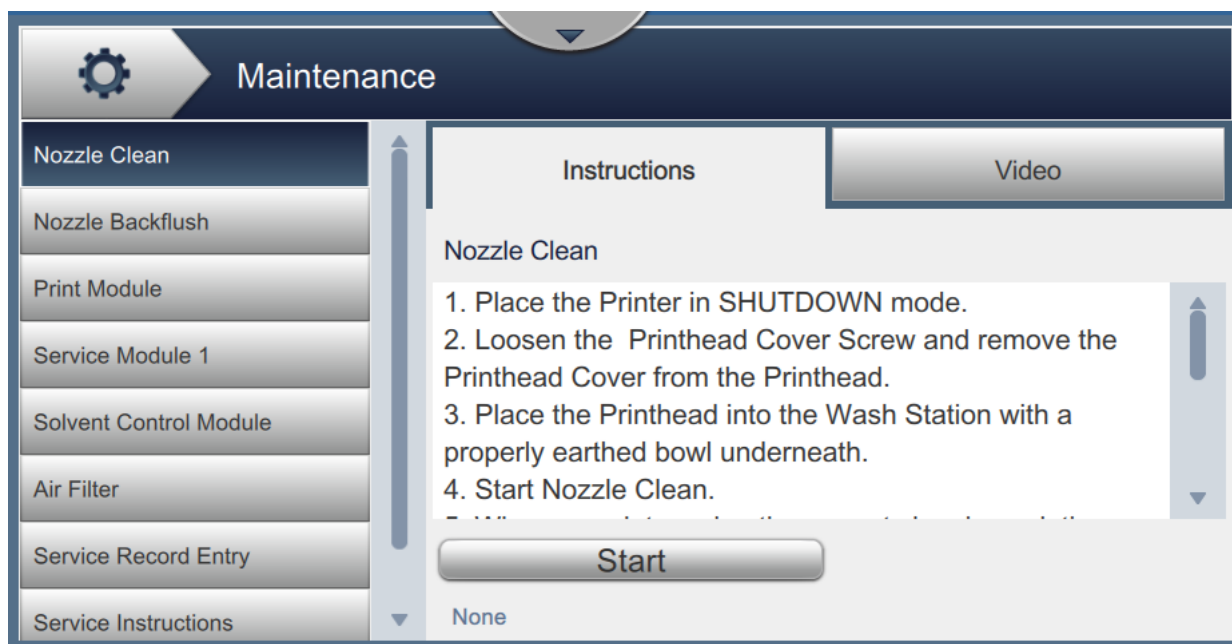 Maintenance
Nozzle Clean
Nozzle Backflush
Print Module
Service Module 1
Solvent Control Module
Air Filter
Service Record Entry
Service Instructions
Instructions
Video
Nozzle Clean
1. Place the Printer in SHUTDOWN mode.
2. Loosen the Printhead Cover Screw and remove the
Printhead Cover from the Printhead.
3. Place the Printhead into the Wash Station with a
properly earthed bowl underneath.
4. Start Nozzle Clean.
Start
None